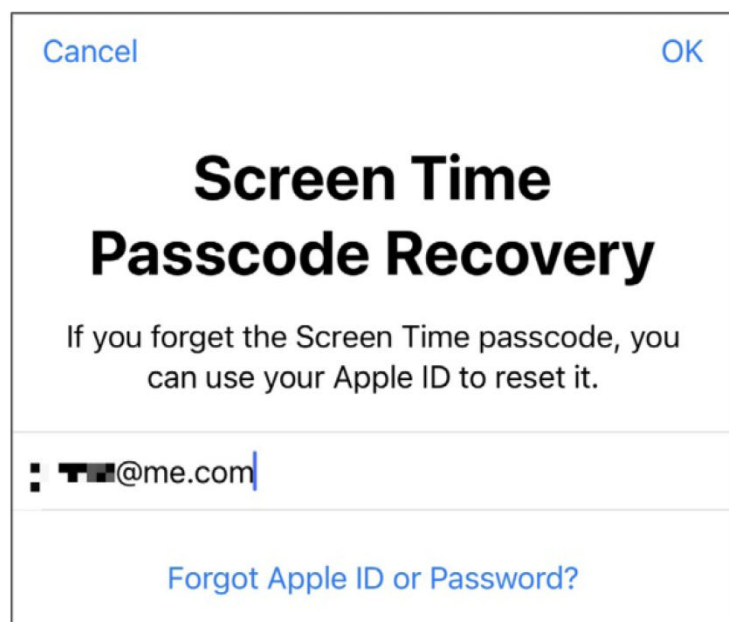 Cancel
OK
Screen Time
Passcode Recovery
If you forget the Screen Time passcode, you
can use your Apple ID to reset it.
@me.com
Forgot Apple ID or Password?